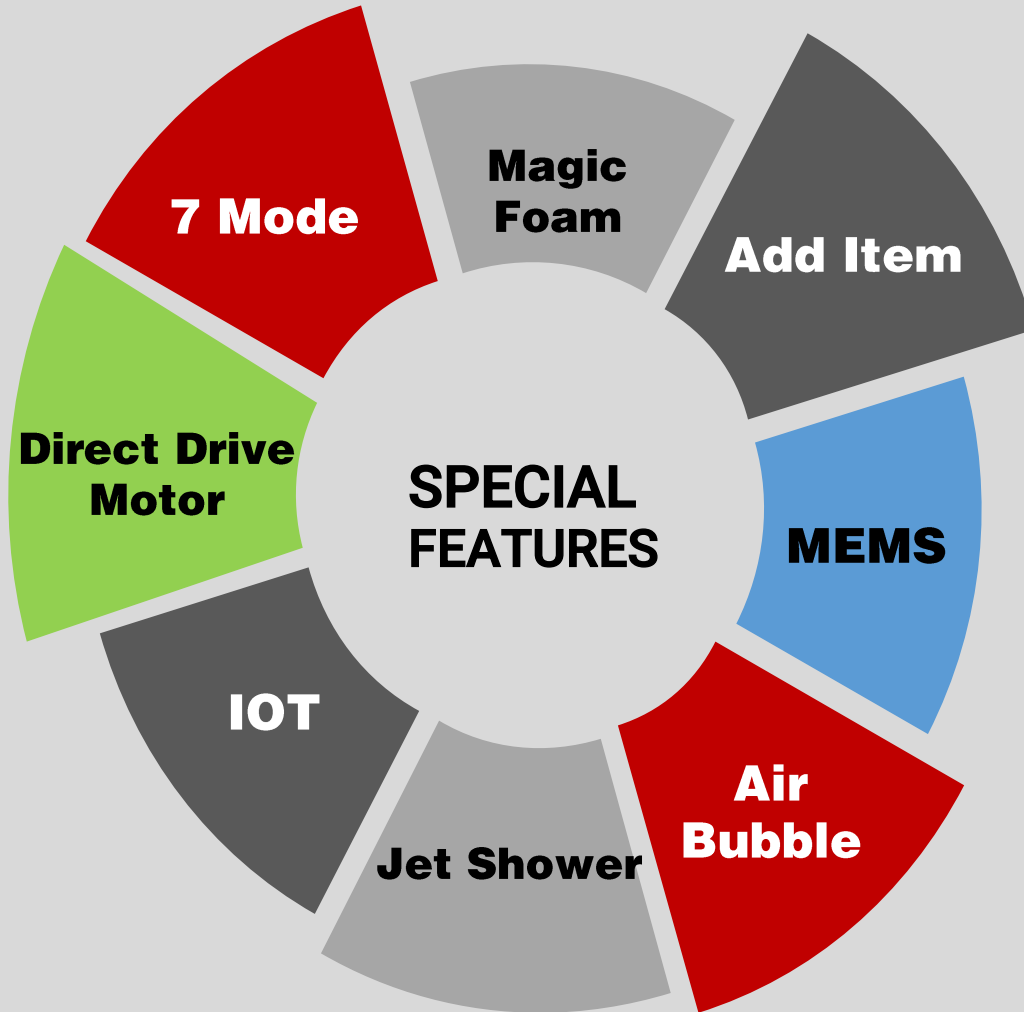 7 Mode
Magic
Foam
Add Item
Direct Drive
Motor
SPECIAL
FEATURES
MEMS
IOT
Jet Shower
Air
Bubble